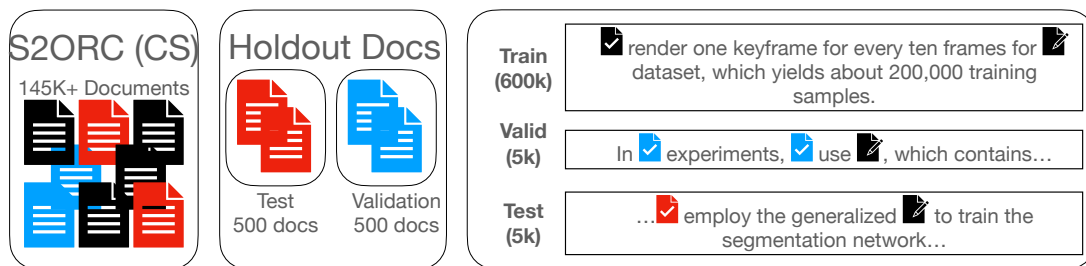 S2ORC (CS)
145K+ Documents
Holdout Docs
Test
500 docs
Validation
500 docs
Train
(600k)
render one keyframe for every ten frames for
dataset, which yields about 200,000 training
samples.
Valid
(5k)
In experiments, use , which contains…
Test
(5k)
… employ the generalized to train the
segmentation network…